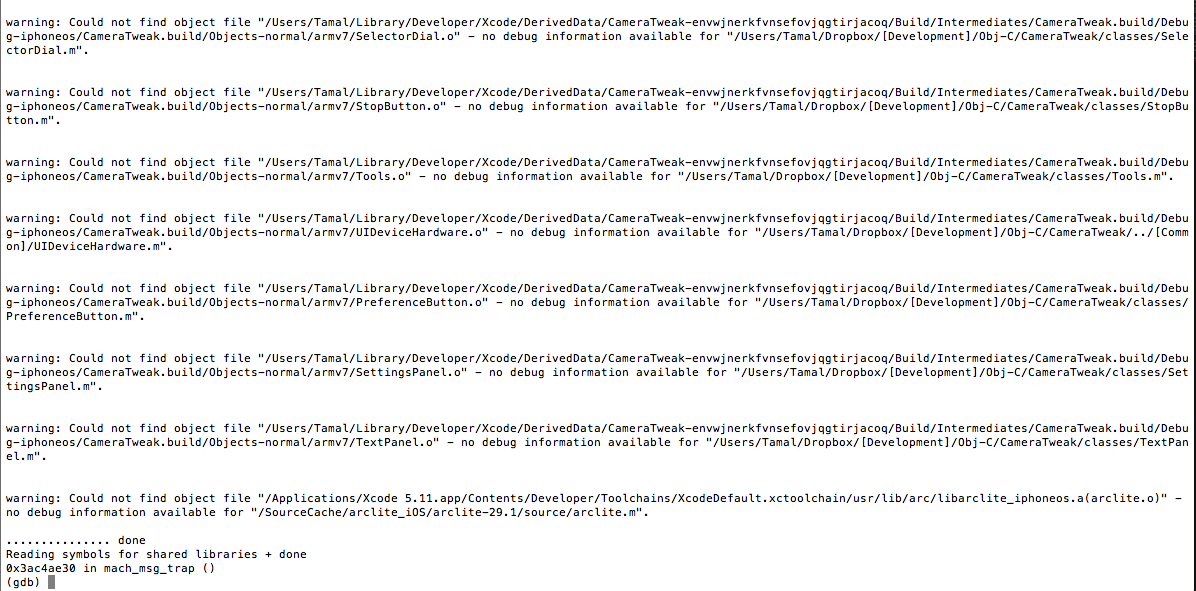 warning: Could not find object file "/Users/Tamal/Library/Developer/Xcode/DerivedData/CameraTweak-envwjnerkfvnsefovjqgtirjacoq/Build/Intermediates/CameraTweak.build/Debu
g-iphoneos/CameraTweak.build/Objects-normal/armv7/SelectorDial.o" - no debug information available for "/Users/Tamal/Dropbox/[Development]/Obj-C/CameraTweak/classes/Sele
ctorDial.m".
warning: Could not find object file "/Users/Tamal/Library/Developer/Xcode/DerivedData/CameraTweak-envwjnerkfvnsefovjqgtirjacoq/Build/Intermediates/CameraTweak.build/Debu
g-iphoneos/CameraTweak.build/Objects-normal/armv7/StopButton.o" - no debug information available for "/Users/Tamal/Dropbox/[Development]/Obj-C/CameraTweak/classes/StopBu
tton.m".
warning: Could not find object file "/Users/Tamal/Library/Developer/Xcode/DerivedData/CameraTweak-envwjnerkfvnsefovjqgtirjacoq/Build/Intermediates/CameraTweak.build/Debu
g-iphoneos/CameraTweak.build/Objects-normal/armv7/Tools.o" - no debug information available for "/Users/Tamal/Dropbox/[Development]/Obj-C/CameraTweak/classes/Tools.m".
warning: Could not find object file "/Users/Tamal/Library/Developer/Xcode/DerivedData/CameraTweak-envwjnerkfvnsefovjqgtirjacoq/Build/Intermediates/CameraTweak.build/Debu
g-iphoneos/CameraTweak.build/Objects-normal/armv7/UIDeviceHardware.o" - no debug information available for "/Users/Tamal/Dropbox/[Development]/Obj-C/CameraTweak/../[Comm
on]/UIDeviceHardware.m".
warning: Could not find object file "/Users/Tamal/Library/Developer/Xcode/DerivedData/CameraTweak-envwjnerkfvnsefovjqgtirjacoq/Build/Intermediates/CameraTweak.build/Debu
g-iphoneos/CameraTweak.build/Objects-normal/armv7/PreferenceButton.o" - no debug information available for "/Users/Tamal/Dropbox/[Development]/Obj-C/CameraTweak/classes/
PreferenceButton.m".
warning: Could not find object file "/Users/Tamal/Library/Developer/Xcode/DerivedData/CameraTweak-envwjnerkfvnsefovjqgtirjacoq/Build/Intermediates/CameraTweak.build/Debu
g-iphoneos/CameraTweak.build/Objects-normal/armv7/SettingsPanel.o" - no debug information available for "/Users/Tamal/Dropbox/[Development]/Obj-C/CameraTweak/classes/Set
tingsPanel.m".
warning: Could not find object file "/Users/Tamal/Library/Developer/Xcode/DerivedData/CameraTweak-envwjnerkfvnsefovjqgtirjacoq/Build/Intermediates/CameraTweak.build/Debu
g-iphoneos/CameraTweak.build/Objects-normal/armv7/TextPanel.o" - no debug information available for "/Users/Tamal/Dropbox/[Development]/Obj-C/CameraTweak/classes/TextPan
el.m".
warning: Could not find object file "/Applications/Xcode 5.11.app/Contents/Developer/Toolchains/XcodeDefault.xctoolchain/usr/lib/arc/libarclite_iphoneos.a(arclite.o)" -
no debug information available for "/SourceCache/arclite_iOS/arclite-29.1/source/arclite.m".
............... done
Reading symbols for shared libraries + done
0x3ac4ae30 in mach_msg_trap ()
(gdb)